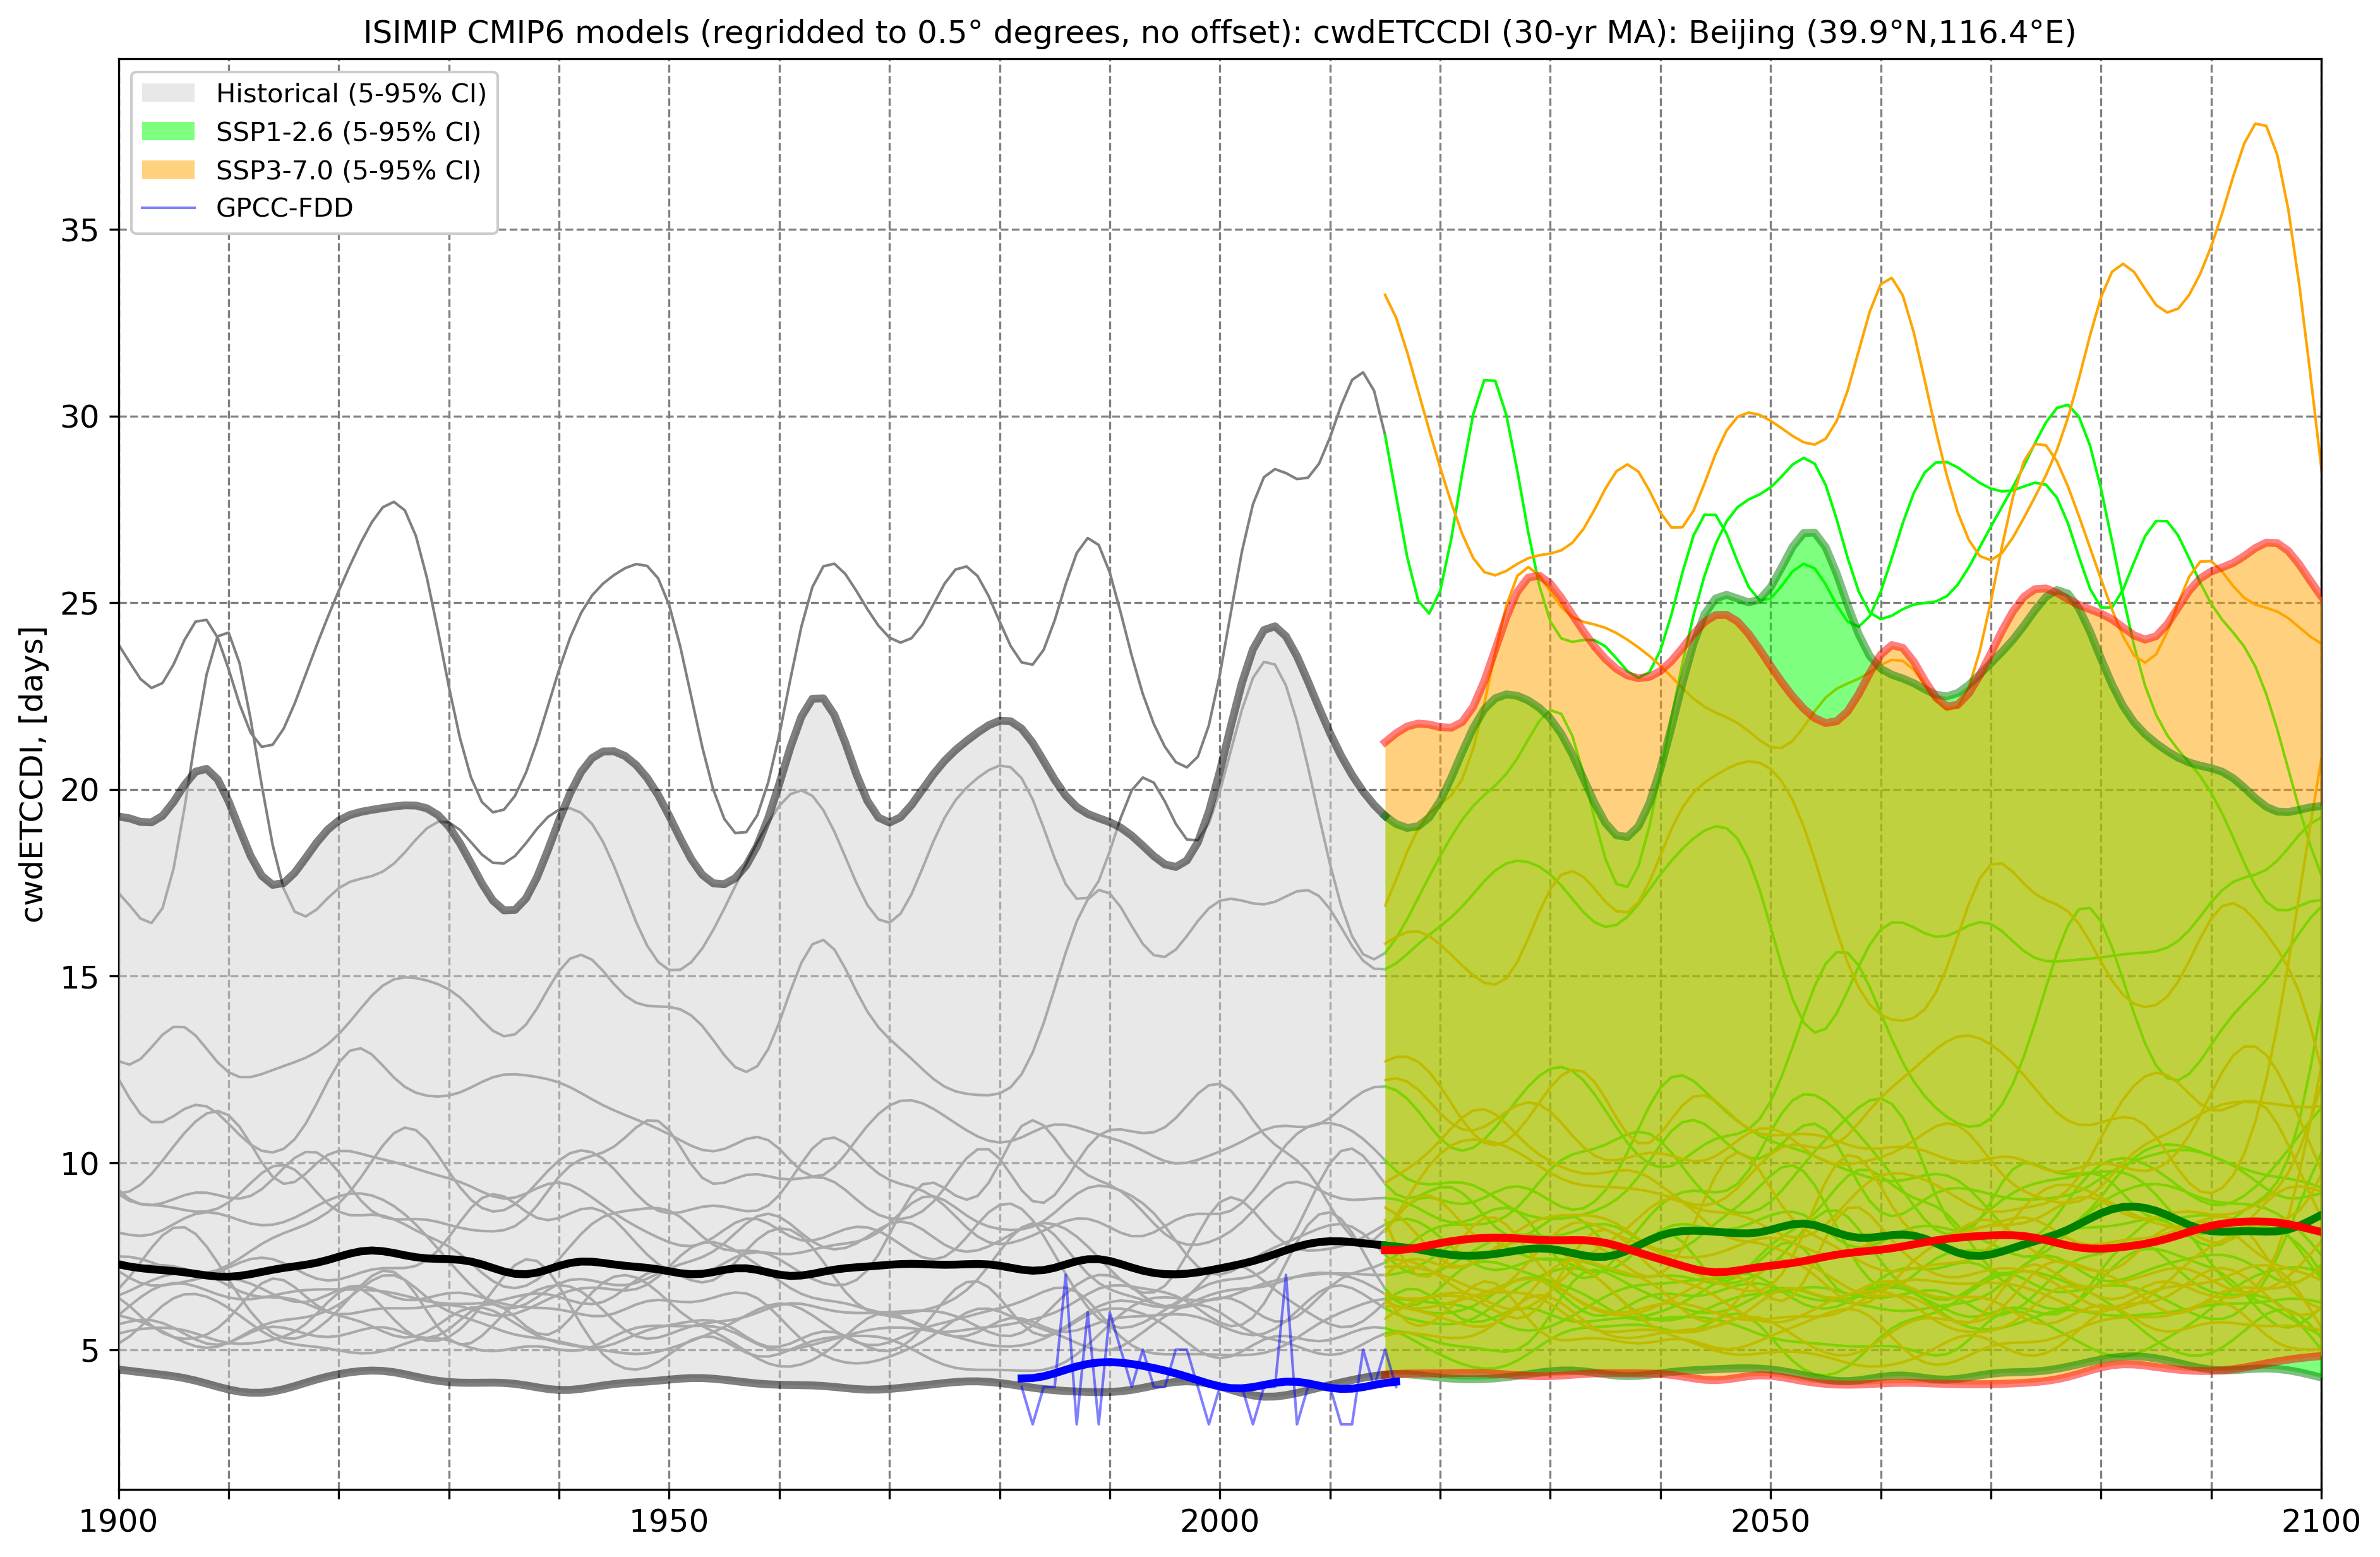 ISIMIP CMIP6 models (regridded to 0.5° degrees, no offset): cwdETCCDI (30-yr MA): Beijing (39.9°N,116.4°E)
Historical (5-95% CI)
SSP1-2.6 (5-95% CI)
SSP3-7.0 (5-95% CI)
GPCC-FDD
cwdETCCDI, [days]
35
30
25
20
15
10
5
1900
1950
2000
2050
2100